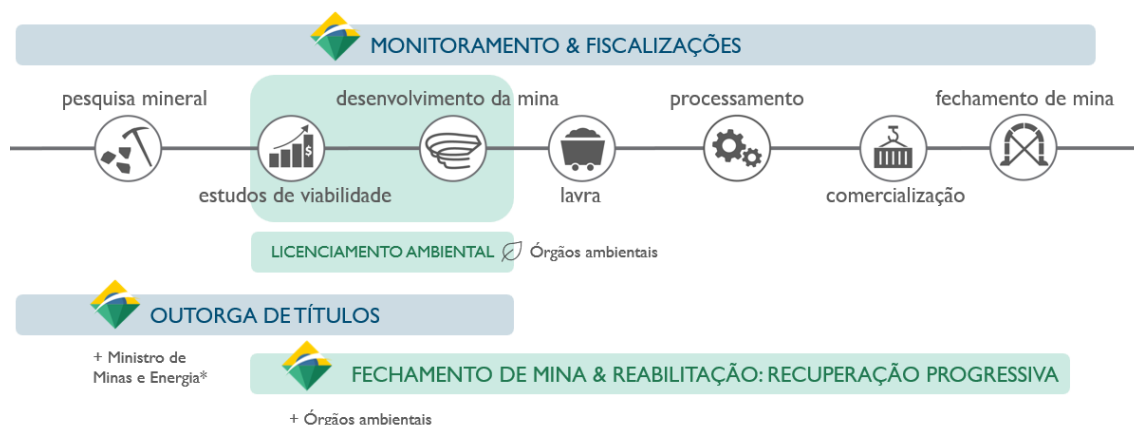 MONITORAMENTO & FISCALIZAÇÕES
pesquisa mineral
desenvolvimento da mina
processamento
fechamento de mina
$
estudos de viabilidade
lavra
comercialização
LICENCIAMENTO AMBIENTAL
Órgãos ambientais
OUTORGA DE TÍTULOS
+ Ministro de
Minas e Energia*
FECHAMENTO DE MINA & REABILITAÇÃO: RECUPERAÇÃO PROGRESSIVA
+ Órgãos ambientais